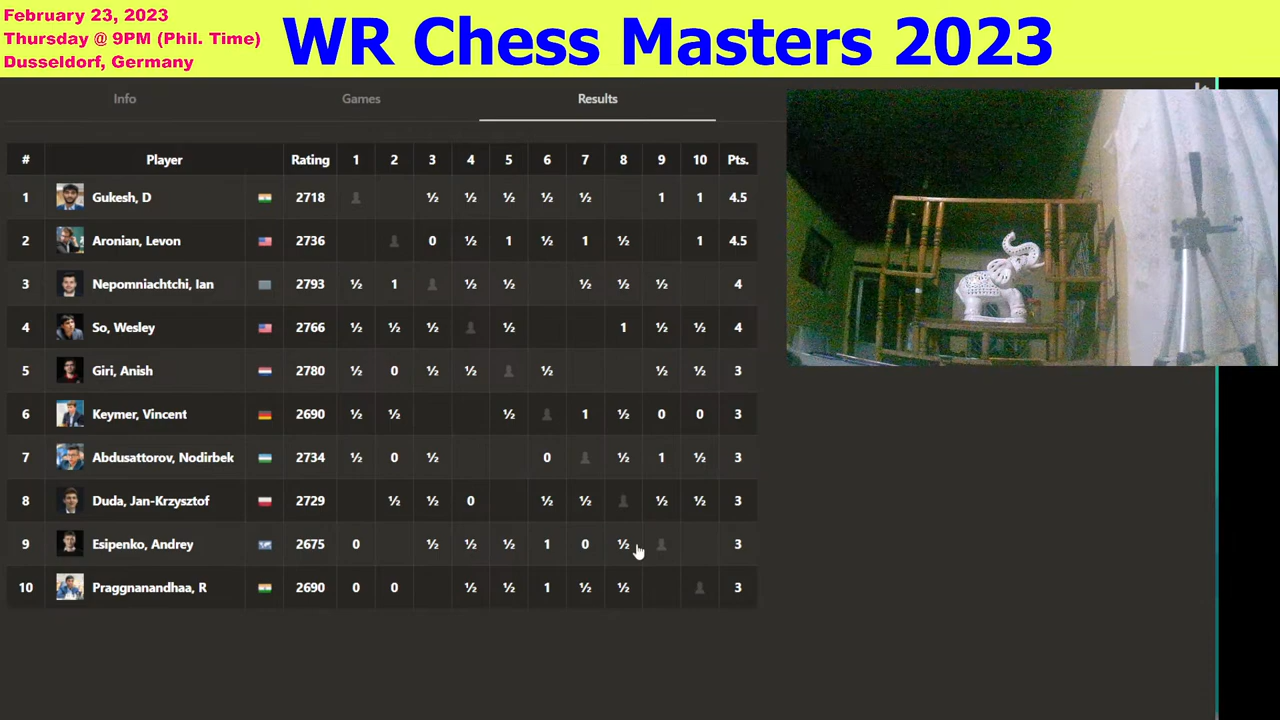 February 23, 2023
Thursday @ 9PM (Phil. Time)
Dusseldorf, Germany
WR Chess Masters 2023
Info Games Results
# Player Rating 1 2 3 4 5 6 7 8 9 10 Pts.
1 Gukesh, D 2718 ½ ½ ½ ½ ½ 1 1 4.5
2 Aronian, Levon 2736 0 ½ 1 ½ 1 ½ 1 4.5
3 Nepomniachtchi, Ian 2793 ½ 1 ½ ½ ½ ½ ½ 4
4 So, Wesley 2766 ½ ½ ½ ½ 1 ½ ½ 4
5 Giri, Anish 2780 ½ 0 ½ ½ ½ ½ ½ 3
6 Keymer, Vincent 2690 ½ ½ ½ 1 ½ 0 0 3
7 Abdusattorov, Nodirbek 2734 ½ 0 ½ 0 ½ 1 ½ 3
8 Duda, Jan-Krzysztof 2729 ½ ½ 0 ½ ½ ½ ½ 3
9 Esipenko, Andrey 2675 0 ½ ½ ½ 1 0 ½ 3
10 Praggnanandhaa, R 2690 0 0 ½ ½ 1 ½ ½ 3